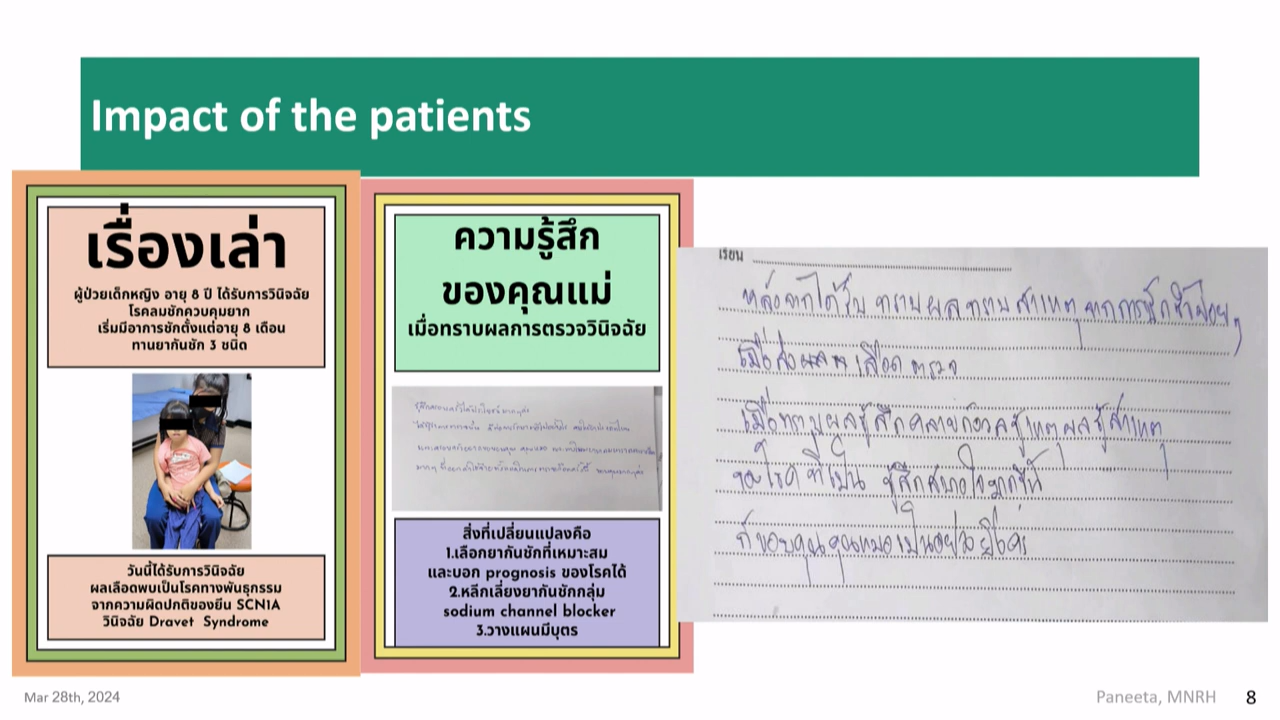 Impact of the patients
เรื่องเล่า
ผู้ป่วยเด็กหญิง อายุ 8 ปี ได้รับการวินิจฉัย
โรคลมชักควบคุมยาก
เริ่มมีอาการชักตั้งแต่อายุ 8 เดือน
ทานยากันชัก 3 ชนิด
วันนี้ได้รับการวินิจฉัย
ผลเลือดพบเป็นโรคทางพันธุกรรม
จากความผิดปกติของยีน SCN1A
วินิจฉัย Dravet Syndrome
ความรู้สึก
ของคุณแม่
เมื่อทราบผลการตรวจวินิจฉัย
สิ่งที่เปลี่ยนแปลงคือ
1.เลือกยากันชักที่เหมาะสม
และบอก prognosis ของโรคได้
2.หลีกเลี่ยงยากันชักกลุ่ม
sodium channel blocker
3.วางแผนมีบุตร
เรียน
หลังจากได้รับ ทราบผล ทราบสาเหตุ จากการชักซ้ำบ่อยๆ
เมื่อส่ง เลือด ตรวจ
เมื่อทราบผลรู้สึกคลายกังวลรู้เหตุผลรู้สาเหตุ
ของโรค ที่เป็น รู้สึกสบายใจมากขึ้น
ก็ขอบคุณคุณหมอเป็นอย่างยิ่งค่ะ
Mar 28th, 2024
Paneeta, MNRH
8